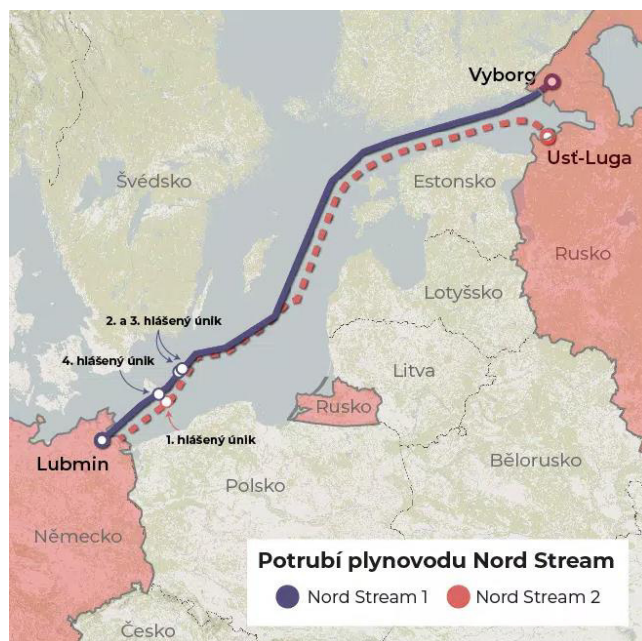 Vyborg
Usť-Luga
Švédsko
Estonsko
Rusko
Lotyšsko
2. a 3. hlášený únik
4. hlášený únik
Litva
Rusko
1. hlášený únik
Lubmin
Bělorusko
Polsko
Německo
Potrubí plynovodu Nord Stream
Nord Stream 1
Nord Stream 2
Česko